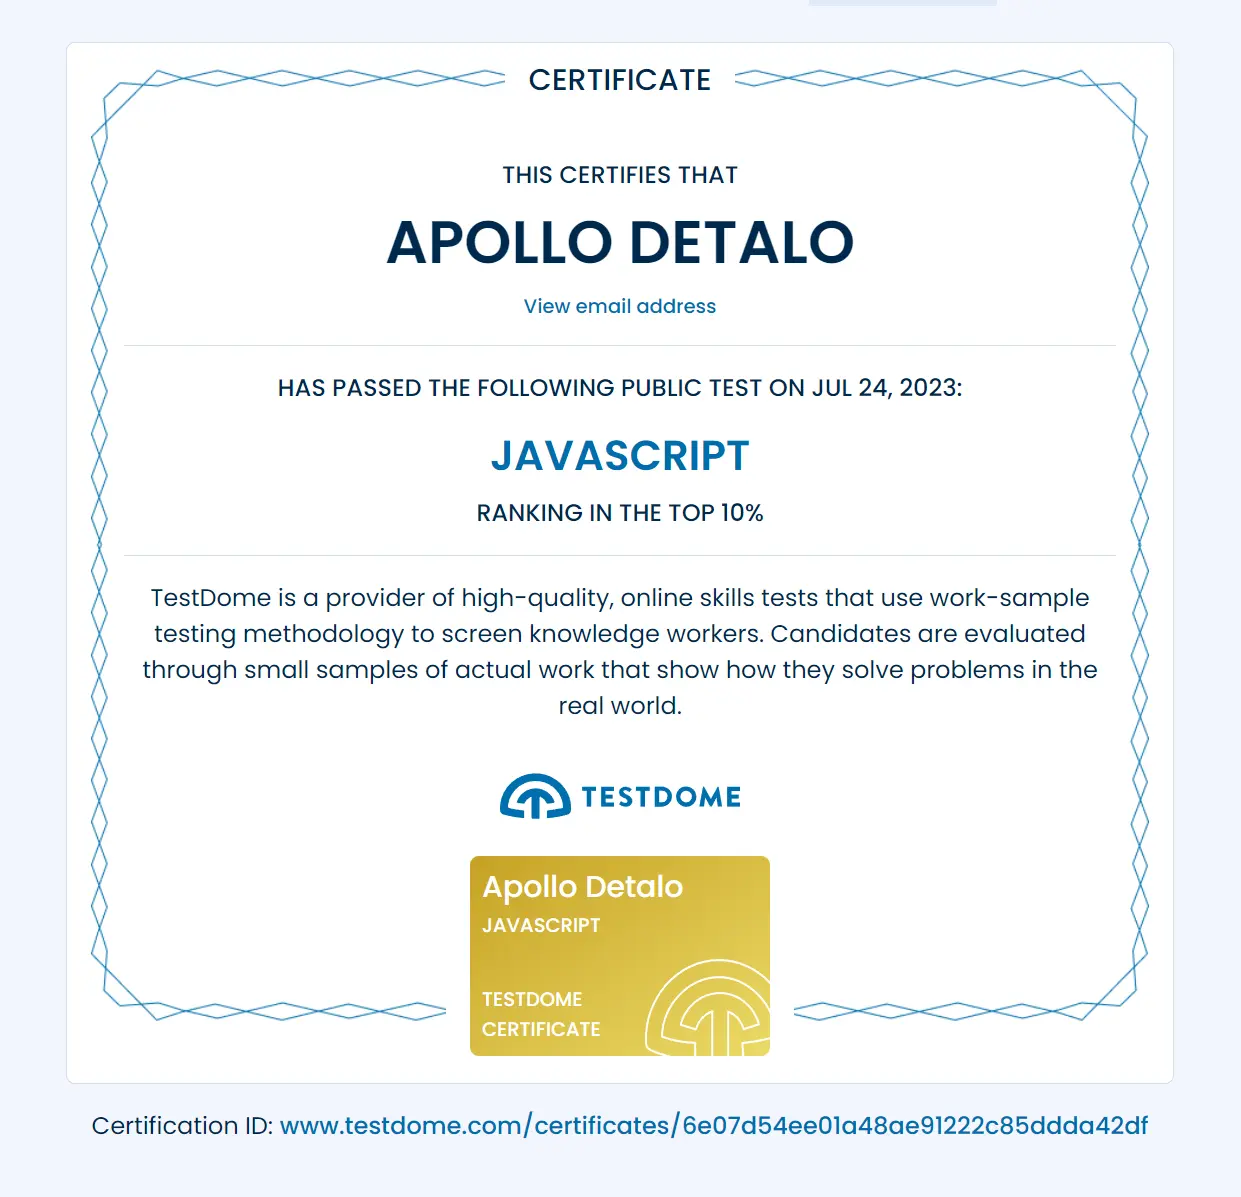 CERTIFICATE
THIS CERTIFIES THAT
APOLLO DETALO
View email address
HAS PASSED THE FOLLOWING PUBLIC TEST ON JUL 24, 2023:
JAVASCRIPT
RANKING IN THE TOP 10%
TestDome is a provider of high-quality, online skills tests that use work-sample
testing methodology to screen knowledge workers. Candidates are evaluated
through small samples of actual work that show how they solve problems in the
real world.
TESTDOME
Apollo Detalo
JAVASCRIPT
TESTDOME
CERTIFICATE
Certification ID: www.testdome.com/certificates/6e07d54ee01a48ae91222c85ddda42df